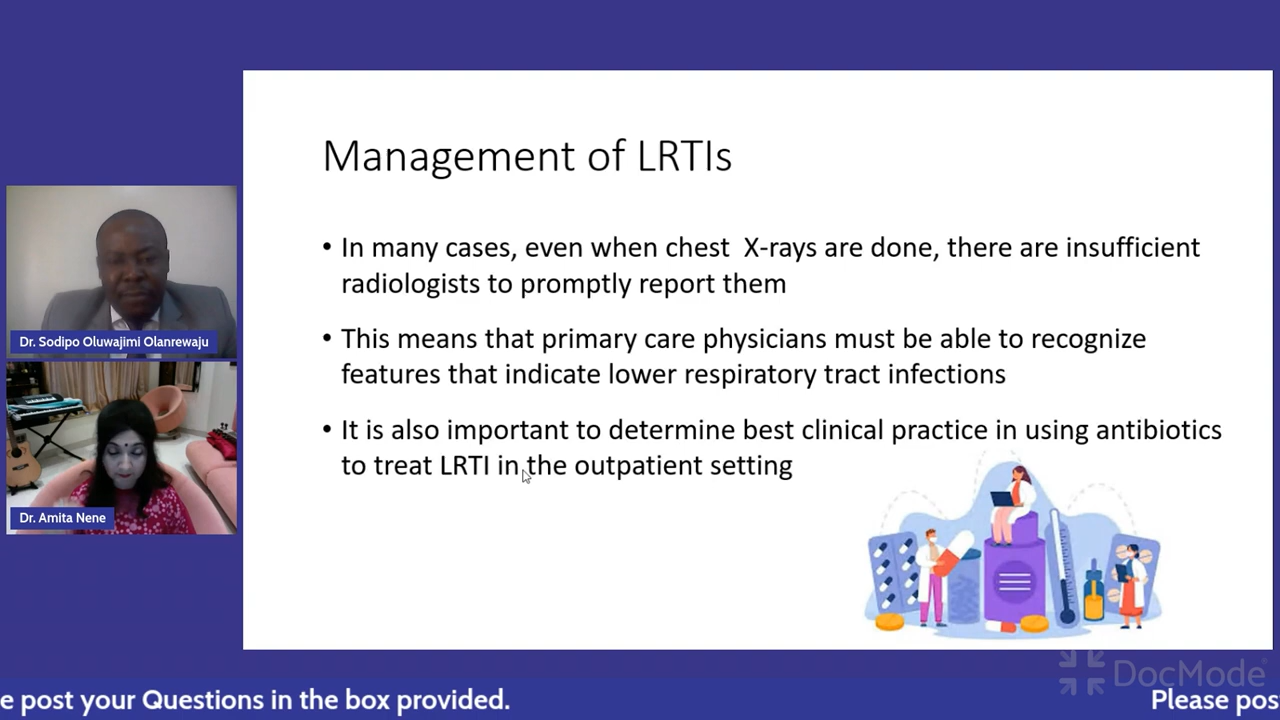 Management of LRTIs
• In many cases, even when chest  X-rays are done, there are insufficient
radiologists to promptly report them
• This means that primary care physicians must be able to recognize
features that indicate lower respiratory tract infections
• It is also important to determine best clinical practice in using antibiotics
to treat LRTI in the outpatient setting
Dr. Sodipo Oluwajimi Olanrewaju
Dr. Amita Nene
DocMode
e post your Questions in the box provided.
Please pos